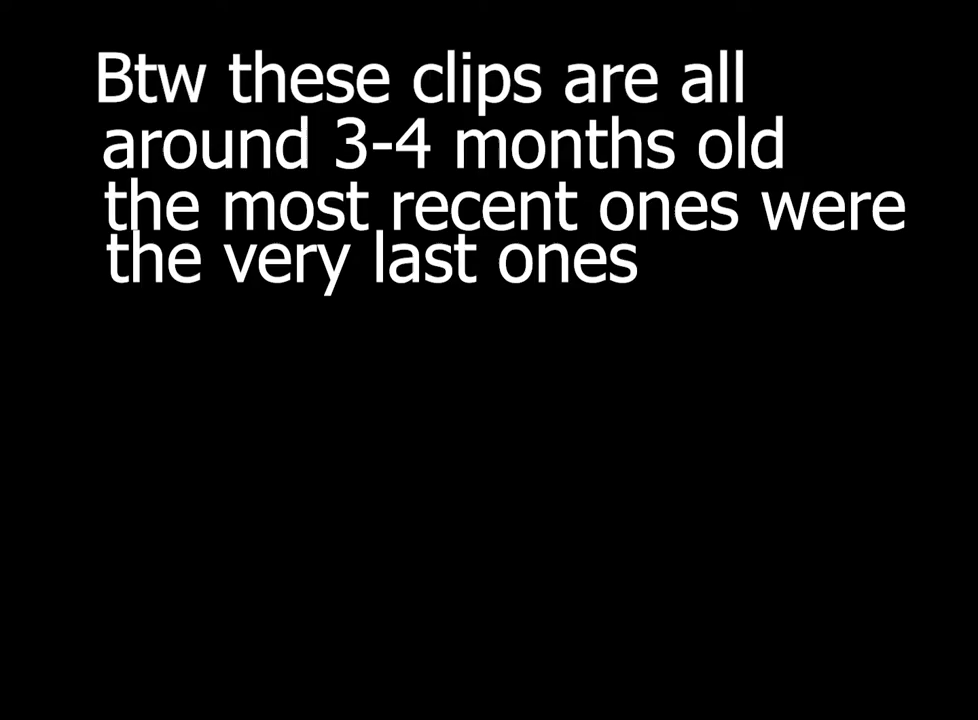 Btw these clips are all
around 3-4 months old
the most recent ones were
the very last ones